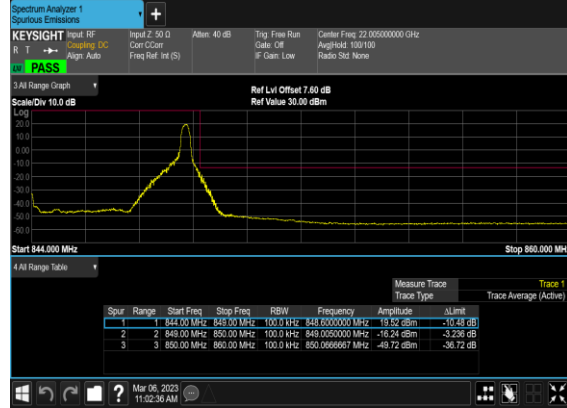 Spectrum Analyzer 1
Spurious Emissions
+
KEYSIGHT Input: RF Input Z: 50 Ω Atten: 40 dB Trig: Free Run Center Freq: 22.005000000 GHz
R T Coupling: DC Corr CCorr Gate: Off Avg|Hold: 100/100
Align: Auto Freq Ref: Int (S) IF Gain: Low Radio Std: None
PASS
3 All Range Graph
Ref Lvl Offset 7.60 dB
Scale/Div 10.0 dB Ref Value 30.00 dBm
Log
20.0
10.0
0.00
-10.0
-20.0
-30.0
-40.0
-50.0
-60.0
Start 844.000 MHz Stop 860.000 MH
4 All Range Table
Measure Trace Trace 1
Trace Type Trace Average (Active)
Spur Range Start Freq Stop Freq RBW Frequency Amplitude ΔLimit
1 1 844.00 MHz 849.00 MHz 100.0 kHz 848.6000000 MHz 19.52 dBm -10.48 dB
2 2 849.00 MHz 850.00 MHz 100.0 kHz 849.0050000 MHz -16.24 dBm -3.236 dB
3 3 850.00 MHz 860.00 MHz 100.0 kHz 850.0666667 MHz -49.72 dBm -36.72 dB
? Mar 06, 2023
11:02:36 AM